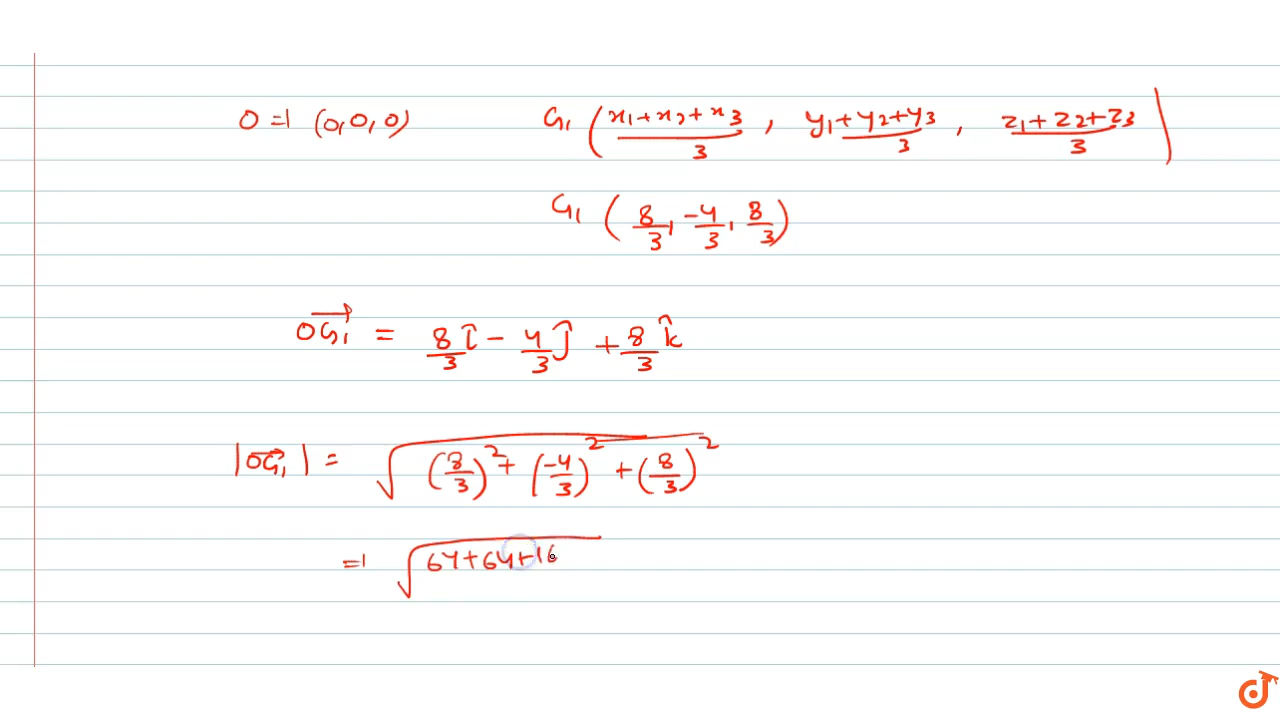 O ⇒ (0, 0, 0) G₁ ( x₁+x₂+x₃/3 , y₁+y₂+y₃/3 , z₁+z₂+z₃/3 )
G₁ ( 8/3, -4/3, 8/3 )
OG₁→ = 8/3 î - 4/3 ĵ + 8/3 k̂
|OG₁→| = √( (8/3)² + (-4/3)² + (8/3)² )
⇒ √(64+64+16)